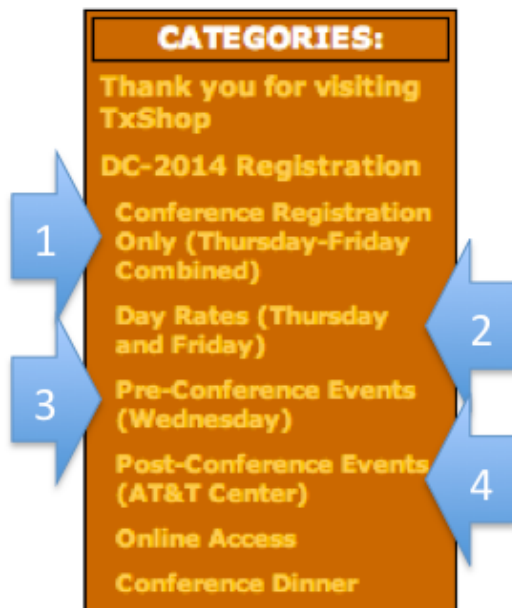 CATEGORIES:
Thank you for visiting
TxShop
DC-2014 Registration
Conference Registration
Only (Thursday-Friday
Combined)
1
Day Rates (Thursday
and Friday)
2
Pre-Conference Events
(Wednesday)
3
Post-Conference Events
(AT&T Center)
4
Online Access
Conference Dinner